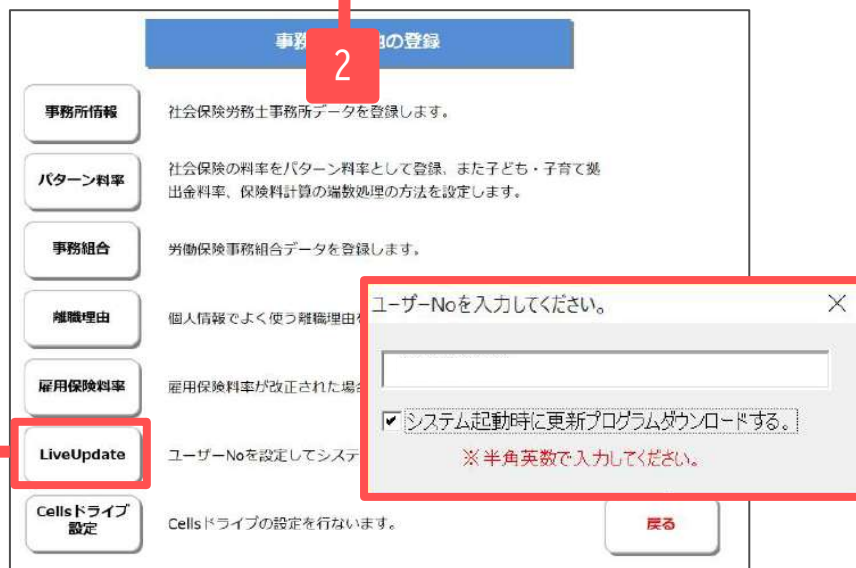 事務
の登録
2
事務所情報
社会保険労務士事務所データを登録します。
パターン料率
社会保険の料率をパターン料率として登録、また子ども・子育て拠
出金料率、保険料計算の端数処理の方法を設定します。
事務組合
労働保険事務組合データを登録します。
離職理由
個人情報でよく使う離職理由
雇用保険料率
雇用保険料率が改正された場合
LiveUpdate
ユーザーNoを設定してシステ
Cellsドライブ
設定
Cellsドライブの設定を行ないます。
戻る
ユーザーNoを入力してください。
システム起動時に更新プログラムダウンロードする。
※半角英数で入力してください。